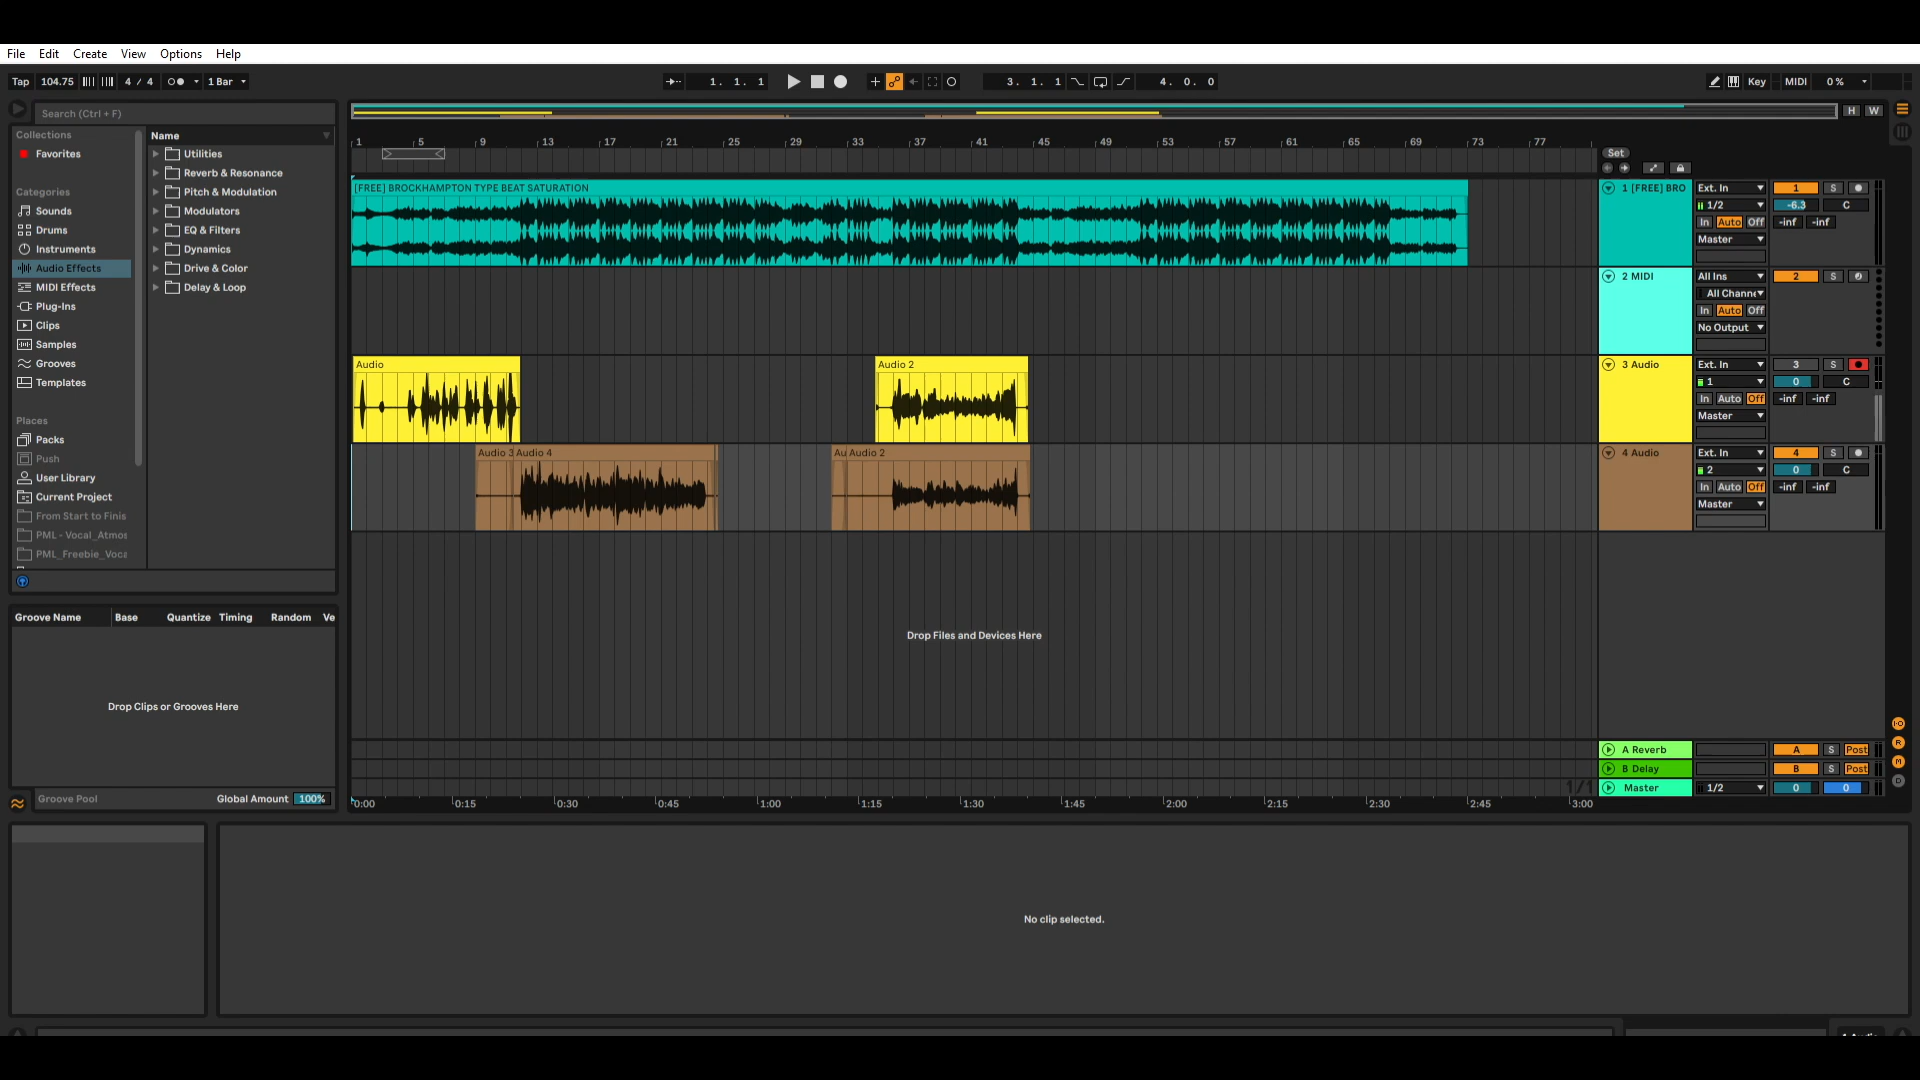 File Edit Create View Options Help
Tap 104.75 4 / 4 1 Bar 1. 1. 1 3. 1. 1 4. 0. 0 Key MIDI 0 %
Search (Ctrl + F)
H W
Collections
Favorites
Categories
Sounds
Drums
Instruments
Audio Effects
MIDI Effects
Plug-Ins
Clips
Samples
Grooves
Templates
Places
Packs
Push
User Library
Current Project
From Start to Finis
PML - Vocal_Atmos
PML_Freebie_Voca
Name
Utilities
Reverb & Resonance
Pitch & Modulation
Modulators
EQ & Filters
Dynamics
Drive & Color
Delay & Loop
Groove Name Base Quantize Timing Random Ve
Drop Clips or Grooves Here
Groove Pool Global Amount 100%
1 5 9 13 17 21 25 29 33 37 41 45 49 53 57 61 65 69 73 77
Set
[FREE] BROCKHAMPTON TYPE BEAT SATURATION
1 [FREE] BRO Ext. In 1 S
1/2 -6.3 C
In Auto Off -inf -inf
Master
2 MIDI All Ins 2 S
All Channe
In Auto Off
No Output
Audio Audio 2
3 Audio Ext. In 3 S
1 0 C
In Auto Off -inf -inf
Master
Audio 3 Audio 4 Au Audio 2
4 Audio Ext. In 4 S
2 0 C
In Auto Off -inf -inf
Master
Drop Files and Devices Here
A Reverb A S Post
B Delay B S Post
1/1
Master 1/2 0 0
0:00 0:15 0:30 0:45 1:00 1:15 1:30 1:45 2:00 2:15 2:30 2:45 3:00
I·O
R
M
D
No clip selected.